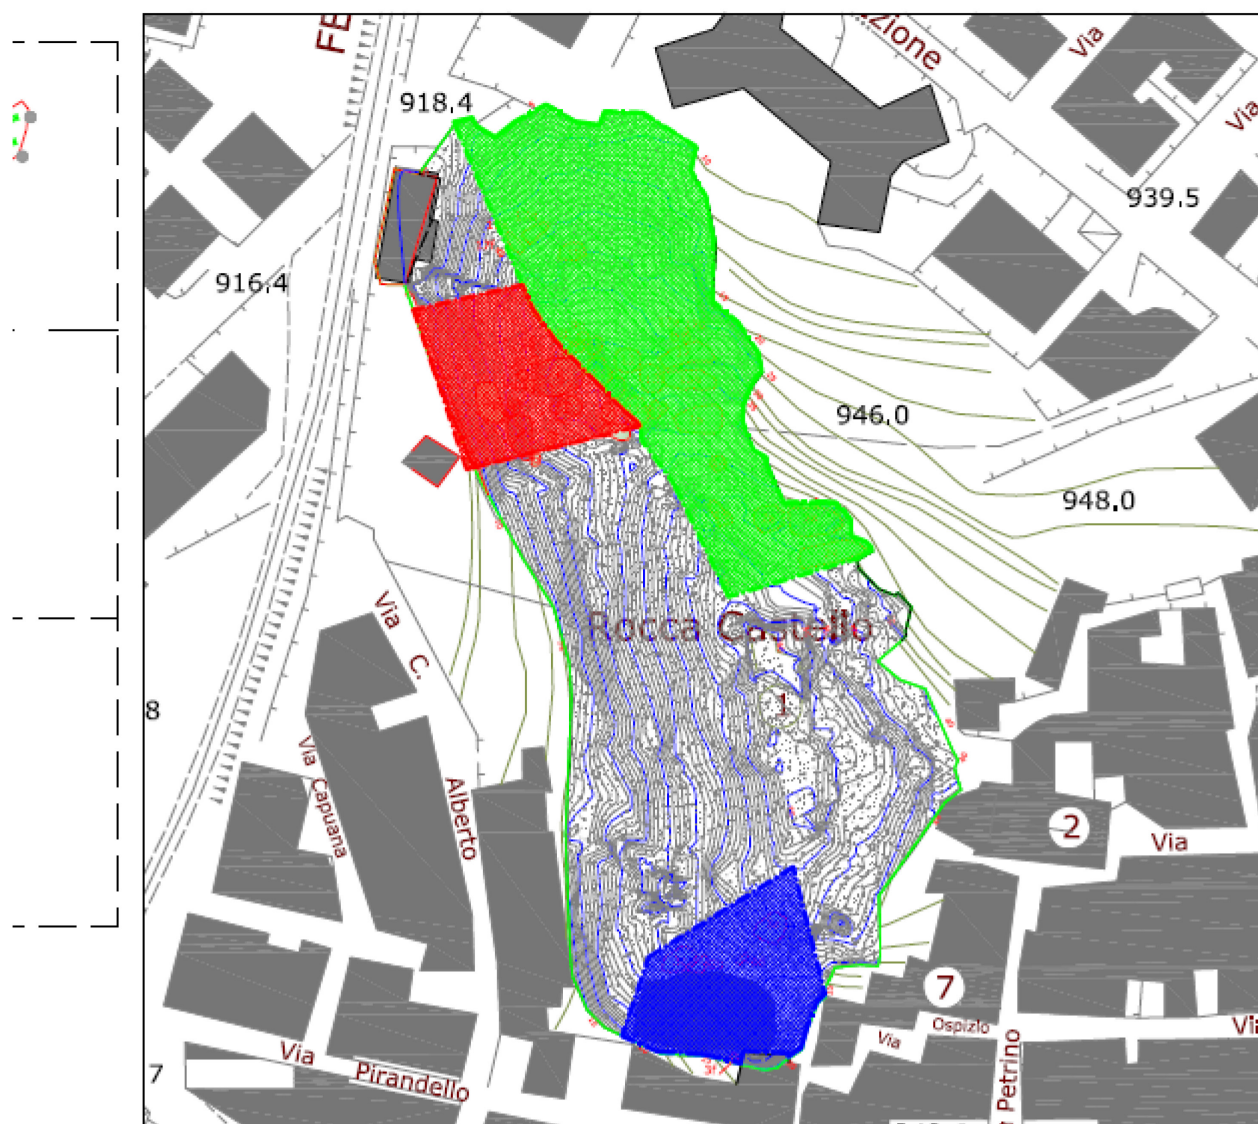 FE
zione
Via
Via
918.4
939.5
916.4
946.0
948.0
Via C.
Rocca Castello
1
8
Via Capuana
Alberto
2
Via
7
Ospizio
Via
Via
Pirandello
Petrino
7